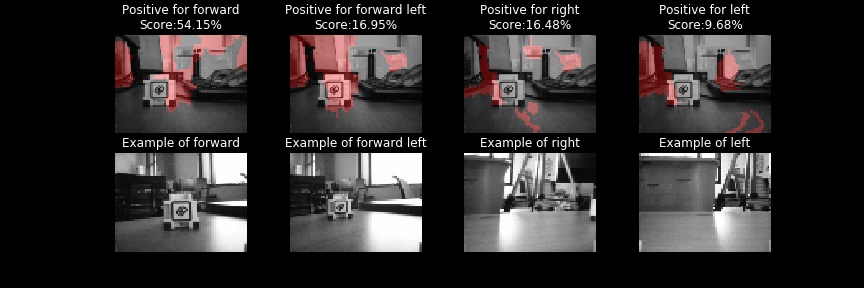 Positive for forward
Score:54.15%
Positive for forward left
Score:16.95%
Positive for right
Score:16.48%
Positive for left
Score:9.68%
Example of forward
Example of forward left
Example of right
Example of left